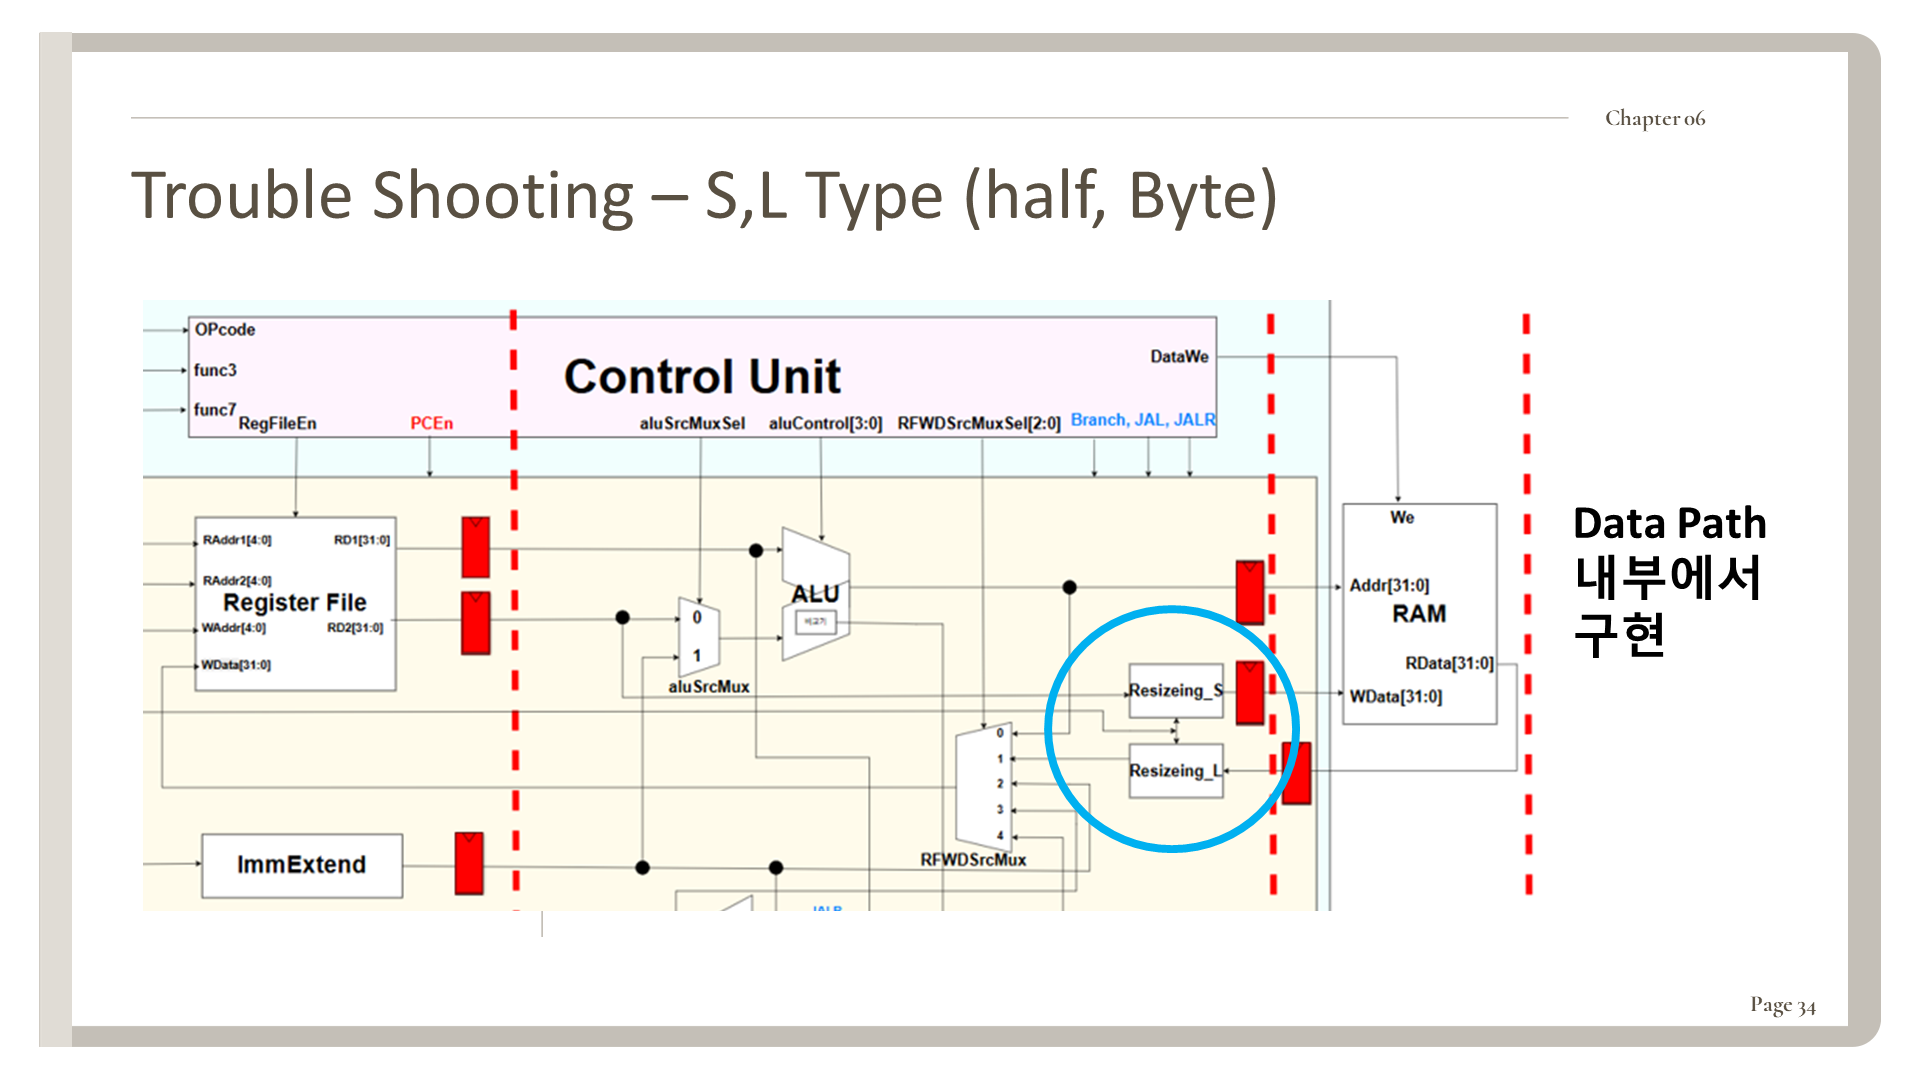 Chapter 06
Trouble Shooting – S,L Type (half, Byte)
OPcode
func3
func7
Control Unit
DataWe
RegFileEn
PCEn
aluSrcMuxSel
aluControl[3:0]
RFWDSrcMuxSel[2:0]
Branch, JAL, JALR
RAddr1[4:0]
RD1[31:0]
RAddr2[4:0]
Register File
WAddr[4:0]
RD2[31:0]
WData[31:0]
0
1
aluSrcMux
ALU
비교기
We
Addr[31:0]
RAM
RData[31:0]
WData[31:0]
Resizeing_S
Resizeing_L
0
1
2
3
4
RFWDSrcMux
ImmExtend
JALR
Data Path
내부에서
구현
Page 34